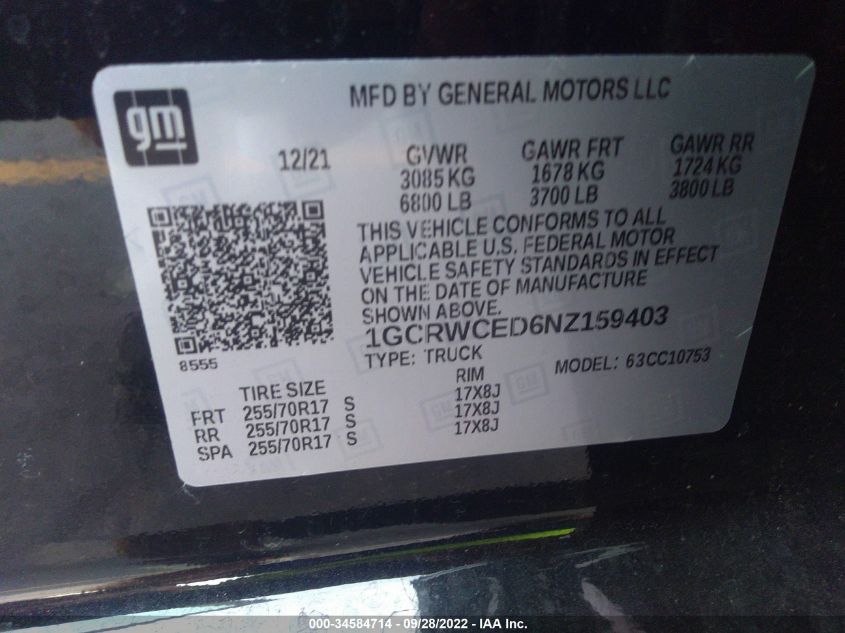 gm
MFD BY GENERAL MOTORS LLC
12/21 GVWR GAWR FRT GAWR RR
3085 KG 1678 KG 1724 KG
6800 LB 3700 LB 3800 LB
THIS VEHICLE CONFORMS TO ALL
APPLICABLE U.S. FEDERAL MOTOR
VEHICLE SAFETY STANDARDS IN EFFECT
ON THE DATE OF MANUFACTURE
SHOWN ABOVE.
1GCRWCED6NZ159403
8555 TYPE: TRUCK MODEL: 63CC10753
TIRE SIZE RIM
FRT 255/70R17 S 17X8J
RR 255/70R17 S 17X8J
SPA 255/70R17 S 17X8J
000-34584714 - 09/28/2022 - IAA Inc.